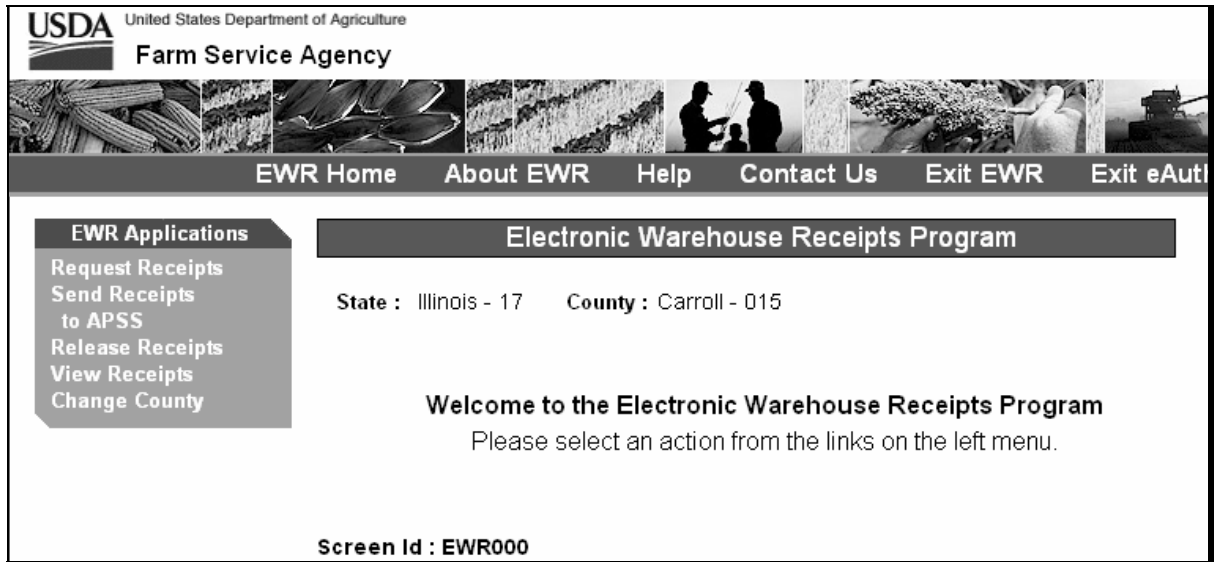 USDA United States Department of Agriculture
Farm Service Agency
EWR Home About EWR Help Contact Us Exit EWR Exit eAuth
EWR Applications
Request Receipts
Send Receipts
to APSS
Release Receipts
View Receipts
Change County
Electronic Warehouse Receipts Program
State : Illinois - 17 County : Carroll - 015
Welcome to the Electronic Warehouse Receipts Program
Please select an action from the links on the left menu.
Screen Id : EWR000